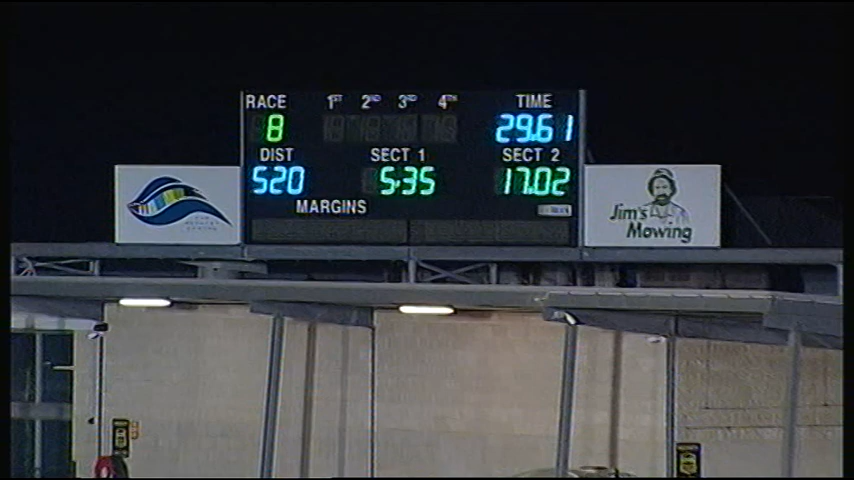 RACE 1ST 2ND 3RD 4TH TIME
8 29.61
DIST SECT 1 SECT 2
520 5.35 17.02
MARGINS
Jim's
Mowing